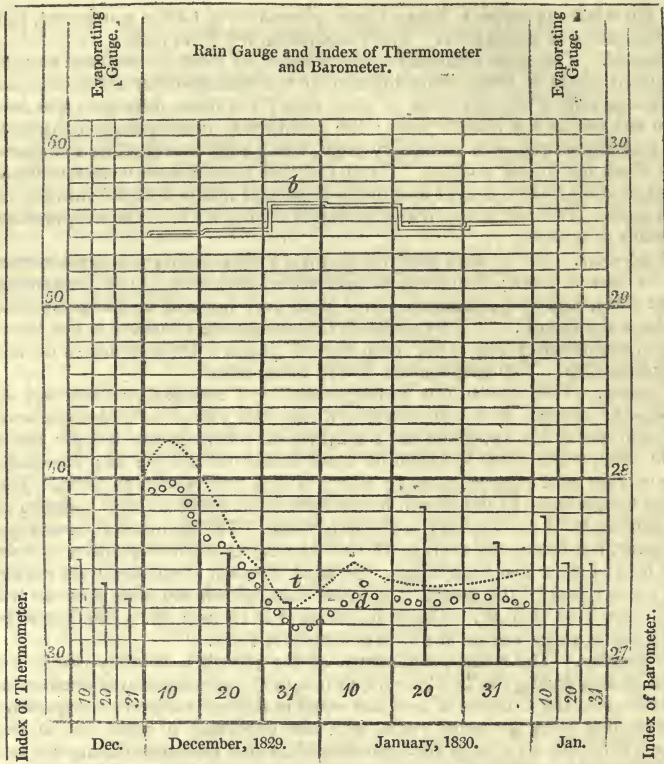 Evaporating
Gauge.
Rain Gauge and Index of Thermometer
and Barometer.
Evaporating
Gauge.
60
30
b
50
29
40
28
t
d
30
27
Index of Thermometer.
10
20
31
10
20
31
10
20
31
10
20
31
Index of Barometer.
Dec.
December, 1829.
January, 1830.
Jan.